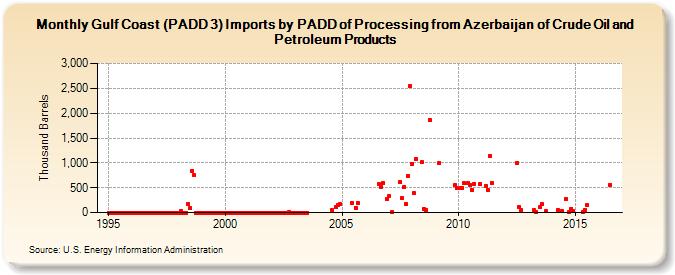 Monthly Gulf Coast (PADD 3) Imports by PADD of Processing from Azerbaijan of Crude Oil and
Petroleum Products
Thousand Barrels
3,000
2,500
2,000
1,500
1,000
500
0
1995 2000 2005 2010 2015
Source: U.S. Energy Information Administration